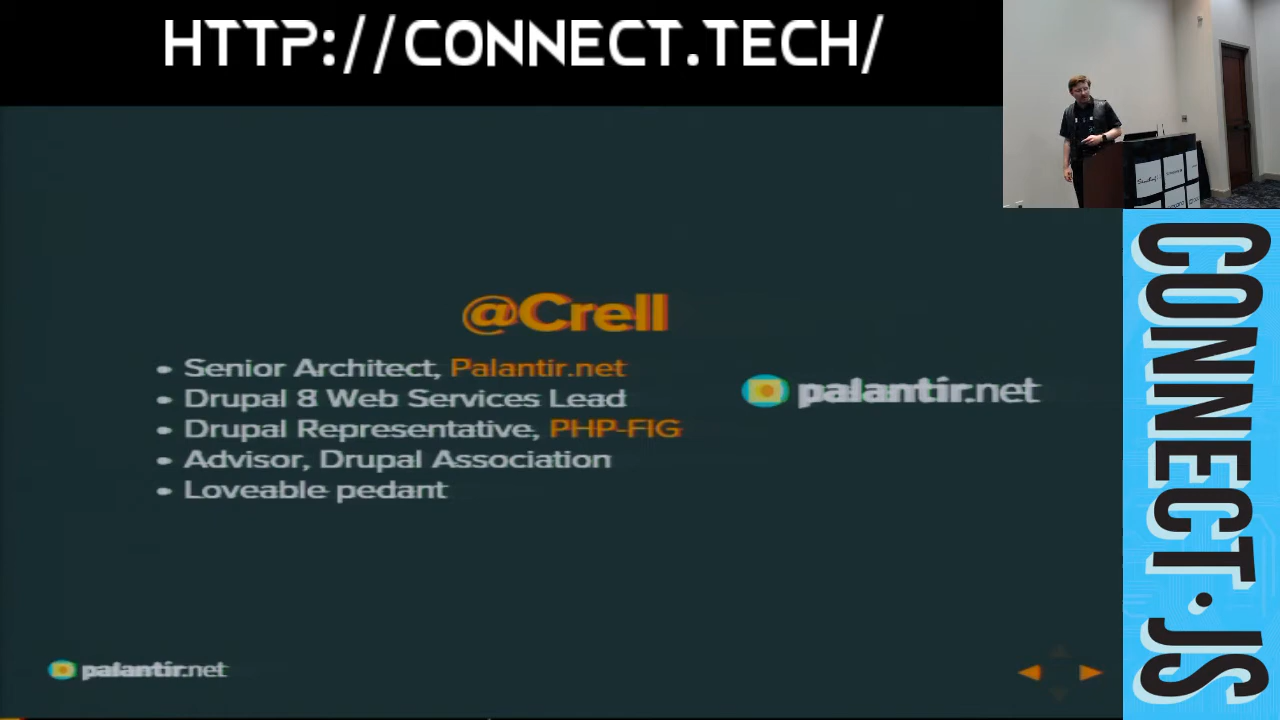 HTTP://CONNECT.TECH/
@Crell
• Senior Architect, Palantir.net
• Drupal 8 Web Services Lead
• Drupal Representative, PHP-FIG
• Advisor, Drupal Association
• Loveable pedant
palantir.net
palantir.net
CONNECT·JS